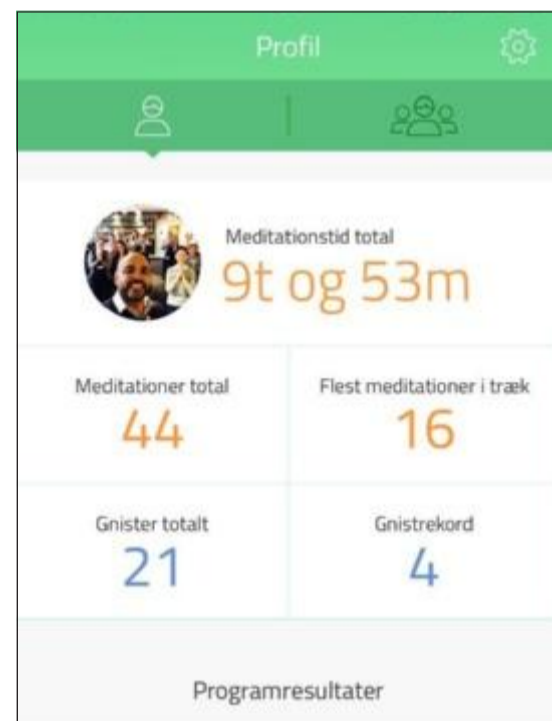 Profil
Meditationstid total
9t og 53m
Meditationer total
44
Flest meditationer i træk
16
Gnister totalt
21
Gnistrekord
4
Programresultater